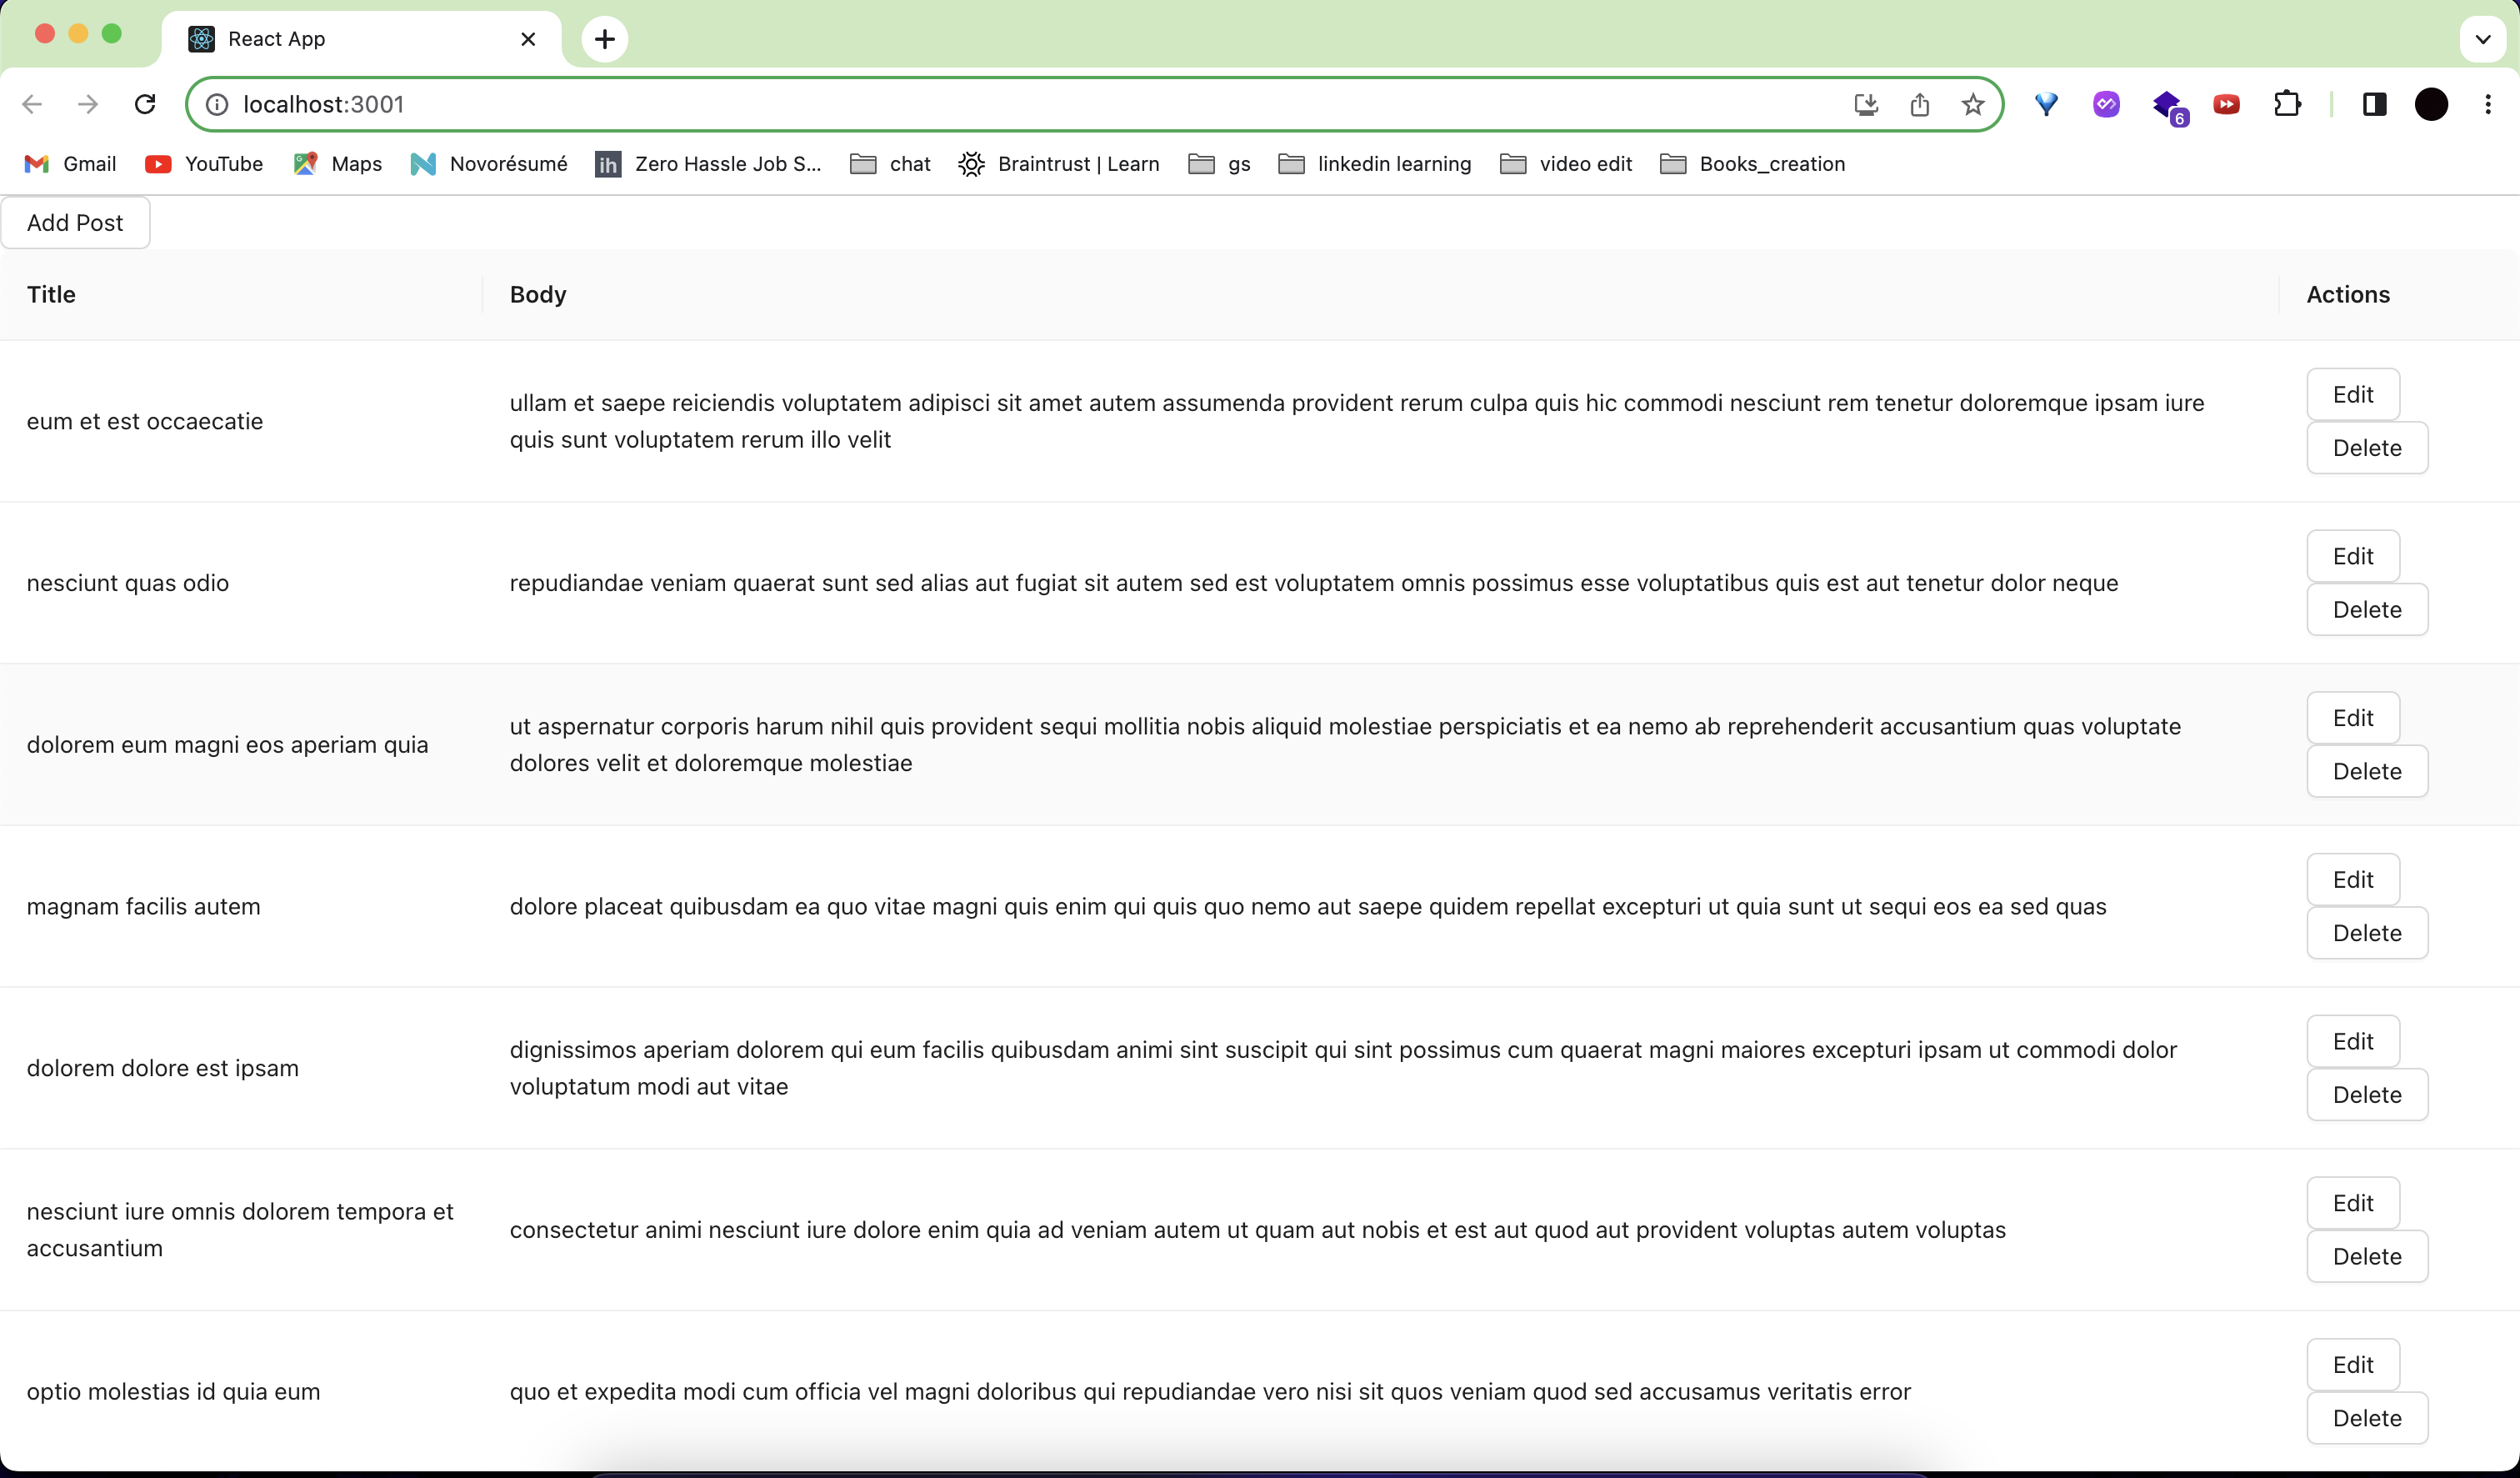 React App
localhost:3001
6
Gmail YouTube Maps Novorésumé ih Zero Hassle Job S... chat Braintrust | Learn gs linkedin learning video edit Books_creation
Add Post
Title Body Actions
eum et est occaecatie
ullam et saepe reiciendis voluptatem adipisci sit amet autem assumenda provident rerum culpa quis hic commodi nesciunt rem tenetur doloremque ipsam iure
quis sunt voluptatem rerum illo velit
Edit
Delete
nesciunt quas odio
repudiandae veniam quaerat sunt sed alias aut fugiat sit autem sed est voluptatem omnis possimus esse voluptatibus quis est aut tenetur dolor neque
Edit
Delete
dolorem eum magni eos aperiam quia
ut aspernatur corporis harum nihil quis provident sequi mollitia nobis aliquid molestiae perspiciatis et ea nemo ab reprehenderit accusantium quas voluptate
dolores velit et doloremque molestiae
Edit
Delete
magnam facilis autem
dolore placeat quibusdam ea quo vitae magni quis enim qui quis quo nemo aut saepe quidem repellat excepturi ut quia sunt ut sequi eos ea sed quas
Edit
Delete
dolorem dolore est ipsam
dignissimos aperiam dolorem qui eum facilis quibusdam animi sint suscipit qui sint possimus cum quaerat magni maiores excepturi ipsam ut commodi dolor
voluptatum modi aut vitae
Edit
Delete
nesciunt iure omnis dolorem tempora et
accusantium
consectetur animi nesciunt iure dolore enim quia ad veniam autem ut quam aut nobis et est aut quod aut provident voluptas autem voluptas
Edit
Delete
optio molestias id quia eum
quo et expedita modi cum officia vel magni doloribus qui repudiandae vero nisi sit quos veniam quod sed accusamus veritatis error
Edit
Delete